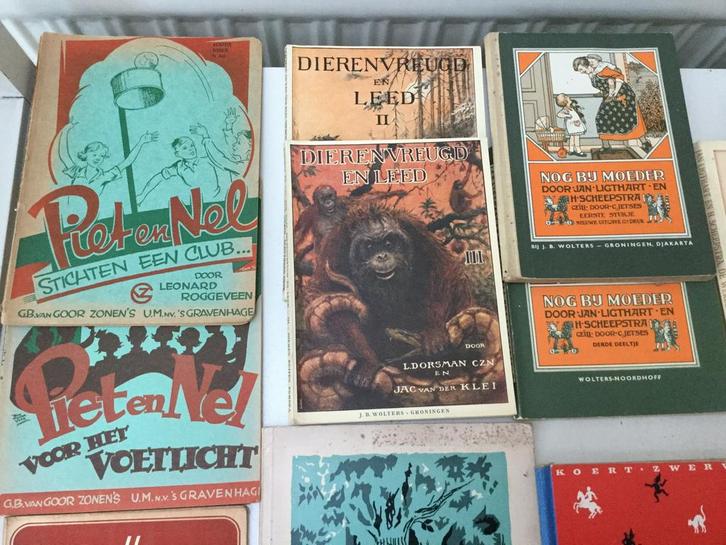 Piet en Nel
STICHTEN EEN CLUB...
DOOR
LEONARD
ROGGEVEEN
G.B. VAN GOOR ZONEN'S U.M. N.V. 'S GRAVENHAGE
Piet en Nel
VOOR HET
VOETLICHT
G.B. VAN GOOR ZONEN'S U.M. N.V. 'S GRAVENHAGE
DIERENVREUGD
EN
LEED
II
DIERENVREUGD
EN LEED
III
DOOR
L. DORSMAN CZN
EN
JAC. VAN DER KLEI
J. B. WOLTERS - GRONINGEN
NOG BIJ MOEDER
DOOR·JAN·LIGTHART·EN
H·SCHEEPSTRA
GEÏLL·DOOR·C.JETSES
EERSTE STUKJE
BIJ J. B. WOLTERS — GRONINGEN, DJAKARTA
NOG BIJ MOEDER
DOOR·JAN·LIGTHART·EN
H·SCHEEPSTRA
GEÏLL·DOOR·C.JETSES
DERDE DEELTJE
WOLTERS-NOORDHOFF
KOERT·ZWER